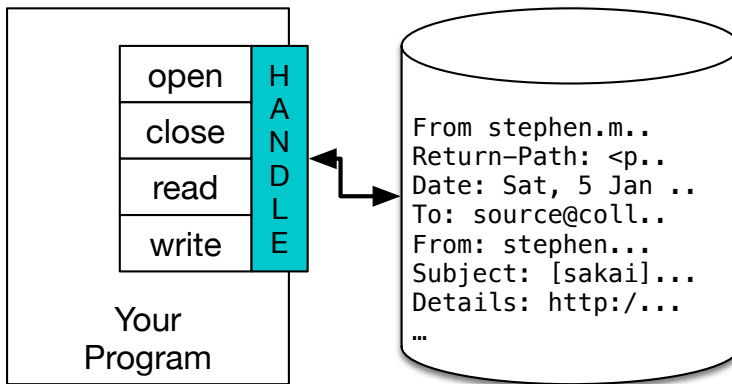 open
close
read
write
HANDLE
Your
Program
From stephen.m..
Return-Path: <p..
Date: Sat, 5 Jan ..
To: source@coll..
From: stephen...
Subject: [sakai]...
Details: http:/...
…